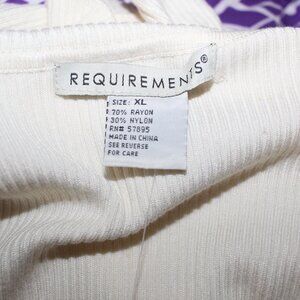 REQUIREMENTS®
SIZE: XL
70% RAYON
30% NYLON
RN# 57895
MADE IN CHINA
SEE REVERSE
FOR CARE